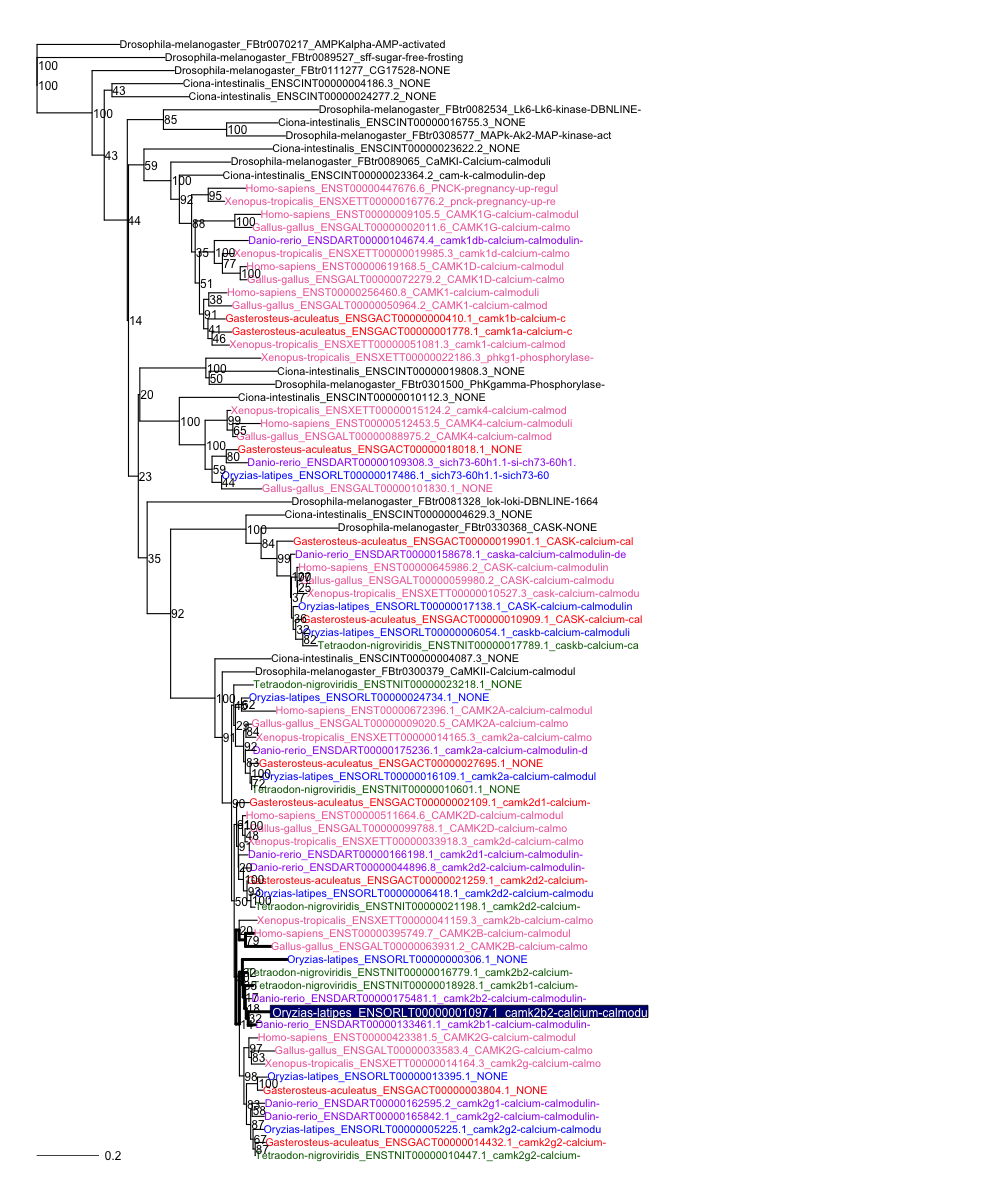 Drosophila-melanogaster_FBtr0070217_AMPKalpha-AMP-activated
Drosophila-melanogaster_FBtr0089527_sff-sugar-free-frosting
100
Drosophila-melanogaster_FBtr0111277_CG17528-NONE
100
Ciona-intestinalis_ENSCINT00000004186.3_NONE
43
Ciona-intestinalis_ENSCINT00000024277.2_NONE
Drosophila-melanogaster_FBtr0082534_Lk6-Lk6-kinase-DBNLINE-
100
85
Ciona-intestinalis_ENSCINT00000016755.3_NONE
100
Drosophila-melanogaster_FBtr0308577_MAPk-Ak2-MAP-kinase-act
Ciona-intestinalis_ENSCINT00000023622.2_NONE
43
Drosophila-melanogaster_FBtr0089065_CaMKI-Calcium-calmoduli
59
Ciona-intestinalis_ENSCINT00000023364.2_cam-k-calmodulin-dep
100
Homo-sapiens_ENST00000447676.6_PNCK-pregnancy-up-regul
95
92
Xenopus-tropicalis_ENSXETT00000016776.2_pnck-pregnancy-up-re
Homo-sapiens_ENST00000009105.5_CAMK1G-calcium-calmodul
44
100
88
Gallus-gallus_ENSGALT00000002011.6_CAMK1G-calcium-calmo
Danio-rerio_ENSDART00000104674.4_camk1db-calcium-calmodulin-
35
100
Xenopus-tropicalis_ENSXETT00000019985.3_camk1d-calcium-calmo
77
Homo-sapiens_ENST00000619168.5_CAMK1D-calcium-calmodul
100
Gallus-gallus_ENSGALT00000072279.2_CAMK1D-calcium-calmo
51
Homo-sapiens_ENST00000256460.8_CAMK1-calcium-calmoduli
38
Gallus-gallus_ENSGALT00000050964.2_CAMK1-calcium-calmod
91
Gasterosteus-aculeatus_ENSGACT00000000410.1_camk1b-calcium-c
14
41
Gasterosteus-aculeatus_ENSGACT00000001778.1_camk1a-calcium-c
46
Xenopus-tropicalis_ENSXETT00000051081.3_camk1-calcium-calmod
Xenopus-tropicalis_ENSXETT00000022186.3_phkg1-phosphorylase-
100
Ciona-intestinalis_ENSCINT00000019808.3_NONE
50
Drosophila-melanogaster_FBtr0301500_PhKgamma-Phosphorylase-
20
Ciona-intestinalis_ENSCINT00000010112.3_NONE
Xenopus-tropicalis_ENSXETT00000015124.2_camk4-calcium-calmod
100
99
Homo-sapiens_ENST00000512453.5_CAMK4-calcium-calmoduli
65
Gallus-gallus_ENSGALT00000088975.2_CAMK4-calcium-calmod
100
Gasterosteus-aculeatus_ENSGACT00000018018.1_NONE
80
Danio-rerio_ENSDART00000109308.3_sich73-60h1.1-si-ch73-60h1.
59
23
Oryzias-latipes_ENSORLT00000017486.1_sich73-60h1.1-sich73-60
44
Gallus-gallus_ENSGALT00000101830.1_NONE
Drosophila-melanogaster_FBtr0081328_lok-loki-DBNLINE-1664
Ciona-intestinalis_ENSCINT00000004629.3_NONE
100
Drosophila-melanogaster_FBtr0330368_CASK-NONE
84
Gasterosteus-aculeatus_ENSGACT00000019901.1_CASK-calcium-cal
35
99
Danio-rerio_ENSDART00000158678.1_caska-calcium-calmodulin-de
Homo-sapiens_ENST00000645986.2_CASK-calcium-calmodulin
Gallus-gallus_ENSGALT00000059980.2_CASK-calcium-calmodu
25
Xenopus-tropicalis_ENSXETT00000010527.3_cask-calcium-calmodu
37
Oryzias-latipes_ENSORLT00000017138.1_CASK-calcium-calmodulin
92
36
Gasterosteus-aculeatus_ENSGACT00000010909.1_CASK-calcium-cal
32
Oryzias-latipes_ENSORLT00000006054.1_caskb-calcium-calmoduli
82
Tetraodon-nigroviridis_ENSTNIT00000017789.1_caskb-calcium-ca
Ciona-intestinalis_ENSCINT00000004087.3_NONE
Drosophila-melanogaster_FBtr0300379_CaMKII-Calcium-calmodul
Tetraodon-nigroviridis_ENSTNIT00000023218.1_NONE
100
Oryzias-latipes_ENSORLT00000024734.1_NONE
62
Homo-sapiens_ENST00000672396.1_CAMK2A-calcium-calmodul
29
Gallus-gallus_ENSGALT00000009020.5_CAMK2A-calcium-calmo
84
91
Xenopus-tropicalis_ENSXETT00000014165.3_camk2a-calcium-calmo
92
Danio-rerio_ENSDART00000175236.1_camk2a-calcium-calmodulin-d
83
Gasterosteus-aculeatus_ENSGACT00000027695.1_NONE
100
Oryzias-latipes_ENSORLT00000016109.1_camk2a-calcium-calmodul
72
Tetraodon-nigroviridis_ENSTNIT00000010601.1_NONE
90
Gasterosteus-aculeatus_ENSGACT00000002109.1_camk2d1-calcium-
Homo-sapiens_ENST00000511664.6_CAMK2D-calcium-calmodul
100
Gallus-gallus_ENSGALT00000099788.1_CAMK2D-calcium-calmo
48
Xenopus-tropicalis_ENSXETT00000033918.3_camk2d-calcium-calmo
91
Danio-rerio_ENSDART00000166198.1_camk2d1-calcium-calmodulin-
20
Danio-rerio_ENSDART00000044896.8_camk2d2-calcium-calmodulin-
100
Gasterosteus-aculeatus_ENSGACT00000021259.1_camk2d2-calcium-
93
Oryzias-latipes_ENSORLT00000006418.1_camk2d2-calcium-calmodu
50
100
Tetraodon-nigroviridis_ENSTNIT00000021198.1_camk2d2-calcium-
Xenopus-tropicalis_ENSXETT00000041159.3_camk2b-calcium-calmo
20
Homo-sapiens_ENST00000395749.7_CAMK2B-calcium-calmodul
79
Gallus-gallus_ENSGALT00000063931.2_CAMK2B-calcium-calmo
Oryzias-latipes_ENSORLT00000000306.1_NONE
Tetraodon-nigroviridis_ENSTNIT00000016779.1_camk2b2-calcium-
Tetraodon-nigroviridis_ENSTNIT00000018928.1_camk2b1-calcium-
Danio-rerio_ENSDART00000175481.1_camk2b2-calcium-calmodulin-
18
Oryzias-latipes_ENSORLT00000001097.1_camk2b2-calcium-calmodu
32
Danio-rerio_ENSDART00000133461.1_camk2b1-calcium-calmodulin-
Homo-sapiens_ENST00000423381.5_CAMK2G-calcium-calmodul
97
Gallus-gallus_ENSGALT00000033583.4_CAMK2G-calcium-calmo
83
Xenopus-tropicalis_ENSXETT00000014164.3_camk2g-calcium-calmo
98
Oryzias-latipes_ENSORLT00000013395.1_NONE
100
Gasterosteus-aculeatus_ENSGACT00000003804.1_NONE
83
Danio-rerio_ENSDART00000162595.2_camk2g1-calcium-calmodulin-
58
Danio-rerio_ENSDART00000165842.1_camk2g2-calcium-calmodulin-
87
Oryzias-latipes_ENSORLT00000005225.1_camk2g2-calcium-calmodu
67
Gasterosteus-aculeatus_ENSGACT00000014432.1_camk2g2-calcium-
87
Tetraodon-nigroviridis_ENSTNIT00000010447.1_camk2g2-calcium-
0.2